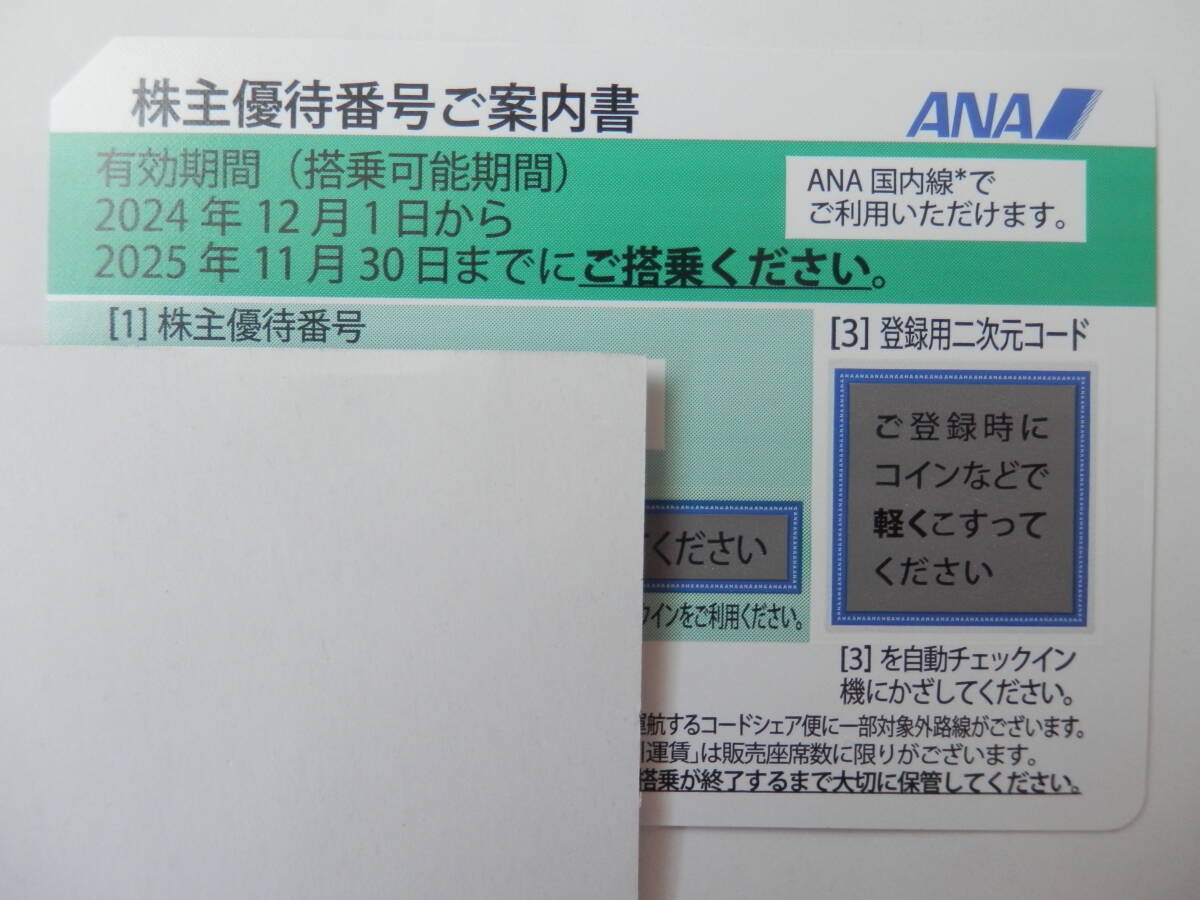 株主優待番号ご案内書
ANA
有効期間（搭乗可能期間）
2024年12月1日から
2025年11月30日までにご搭乗ください。
ANA国内線*で
ご利用いただけます。
[1]株主優待番号
[3]登録用二次元コード
ご登録時に
コインなどで
軽くこすって
ください
ください
インをご利用ください。
[3]を自動チェックイン
機にかざしてください。
航するコードシェア便に一部対象外路線がございます。
運賃」は販売座席数に限りがございます。
搭乗が終了するまで大切に保管してください。